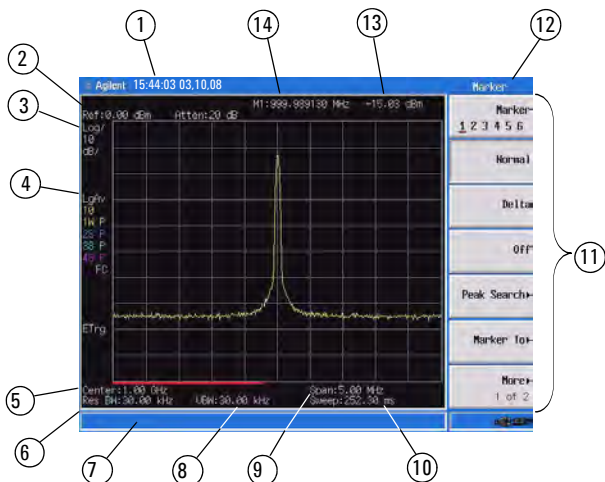 1
14
13
12
2
Agilent 15:44:03 03,10,08
Marker
M1:999.989130 MHz -15.03 dBm
Ref:0.00 dBm Atten:20 dB
3
Log/
10
dB/
Marker
1 2 3 4 5 6
Normal
4
LgAv
10
1W P
2S P
3S P
4S P
FC
Delta
Off
11
Peak Search
ETrg
Marker To
5
Center:1.00 GHz
Span:5.00 MHz
Res BW:30.00 kHz VBW:30.00 kHz
Sweep:252.30 ms
More
1 of 2
6
7
8
9
10